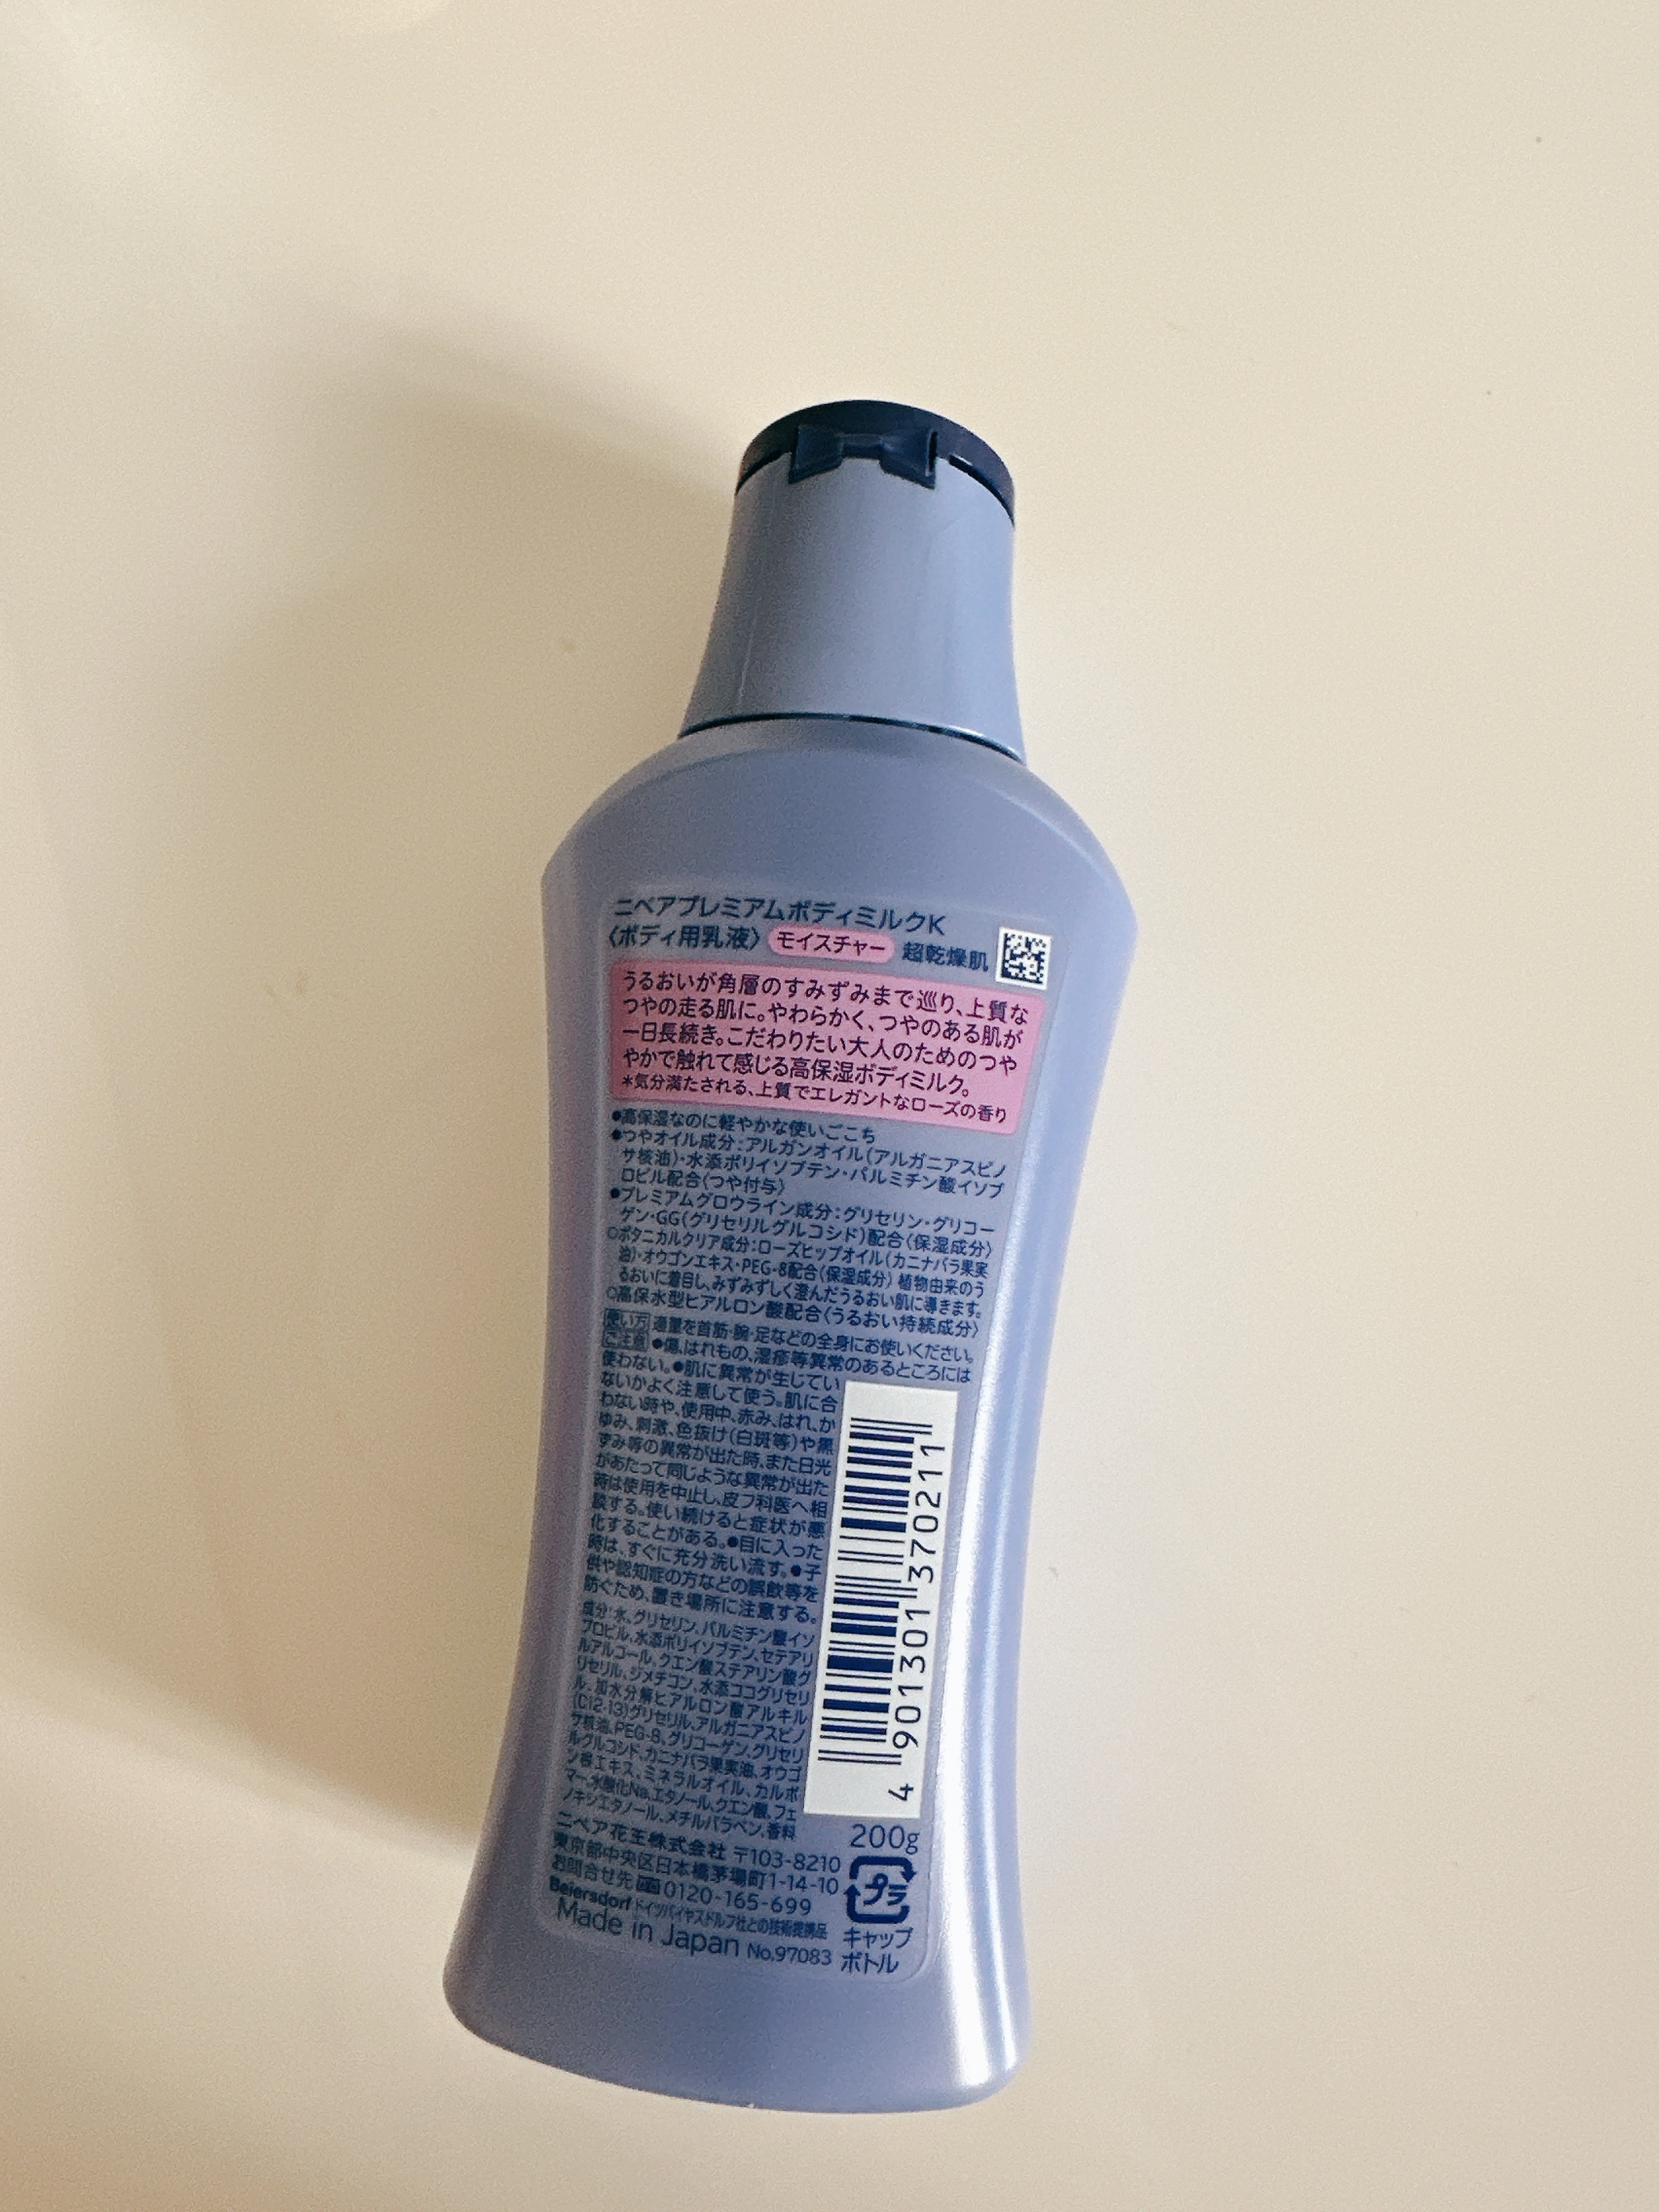 ニベアプレミアムボディミルクK
〈ボディ用乳液〉 モイスチャー 超乾燥肌
うるおいが角層のすみずみまで巡り、上質な
つやの走る肌に。やわらかく、つやのある肌が
一日長続き。こだわりたい大人のためのつや
やかで触れて感じる高保湿ボディミルク。
*気分満たされる、上質でエレガントなローズの香り
●高保湿なのに軽やかな使いごこち
●つやオイル成分:アルガンオイル(アルガニアスピノ
サ核油)・水添ポリイソブテン・パルミチン酸イソプ
ロピル配合〈つや付与〉
●プレミアムグロウライン成分:グリセリン・グリコー
ゲン・GG(グリセリルグルコシド)配合〈保湿成分〉
○ボタニカルクリア成分:ローズヒップオイル(カニナバラ果実
油)・オウゴンエキス・PEG-8配合〈保湿成分〉 植物由来のう
るおいに着目し、みずみずしく澄んだうるおい肌に導きます。
○高保水型ヒアルロン酸配合〈うるおい持続成分〉
使い方 適量を首筋・腕・足などの全身にお使いください。
ご注意 ●傷、はれもの、湿疹等異常のあるところには
使わない。●肌に異常が生じてい
ないかよく注意して使う。肌に合
わない時や、使用中、赤み、はれ、か
ゆみ、刺激、色抜け(白斑等)や黒
ずみ等の異常が出た時、また日光
があたって同じような異常が出た
時は使用を中止し、皮フ科医へ相
談する。使い続けると症状が悪
化することがある。●目に入った
時は、すぐに充分洗い流す。●子
供や認知症の方などの誤飲等を
防ぐため、置き場所に注意する。
成分:水、グリセリン、パルミチン酸イソ
プロピル、水添ポリイソブテン、セテアリ
ルアルコール、クエン酸ステアリン酸グ
リセリル、ジメチコン、水添ココグリセリ
ル、加水分解ヒアルロン酸アルキル
(C12-13)グリセリル、アルガニアスピノ
サ核油、PEG-8、グリコーゲン、グリセリ
ルグルコシド、カニナバラ果実油、オウゴ
ン根エキス、ミネラルオイル、カルボ
マー、水酸化Na、エタノール、クエン酸、フェ
ノキシエタノール、メチルパラベン、香料
4 901301 370211
ニベア花王株式会社 〒103-8210
東京都中央区日本橋茅場町1-14-10
お問合せ先 0120-165-699
Beiersdorf ドイツバイヤスドルフ社との技術提携品
Made in Japan No.97083
200g
プラ
キャップ
ボトル